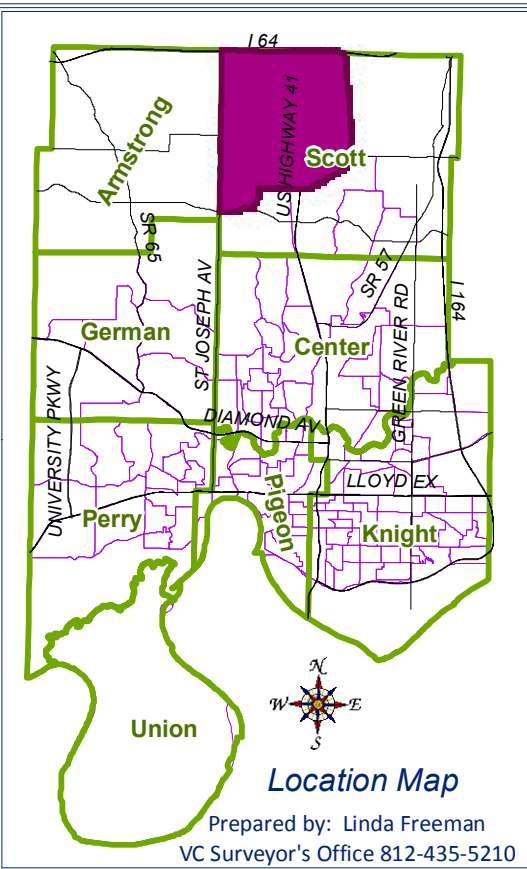 I 64
Armstrong
US HIGHWAY 41
Scott
SR 65
ST JOSEPH AV
SR 57
I 164
German
Center
GREEN RIVER RD
UNIVERSITY PKWY
DIAMOND AV
LLOYD EX
Perry
Pigeon
Knight
N
W
E
S
Union
Location Map
Prepared by: Linda Freeman
VC Surveyor's Office 812-435-5210